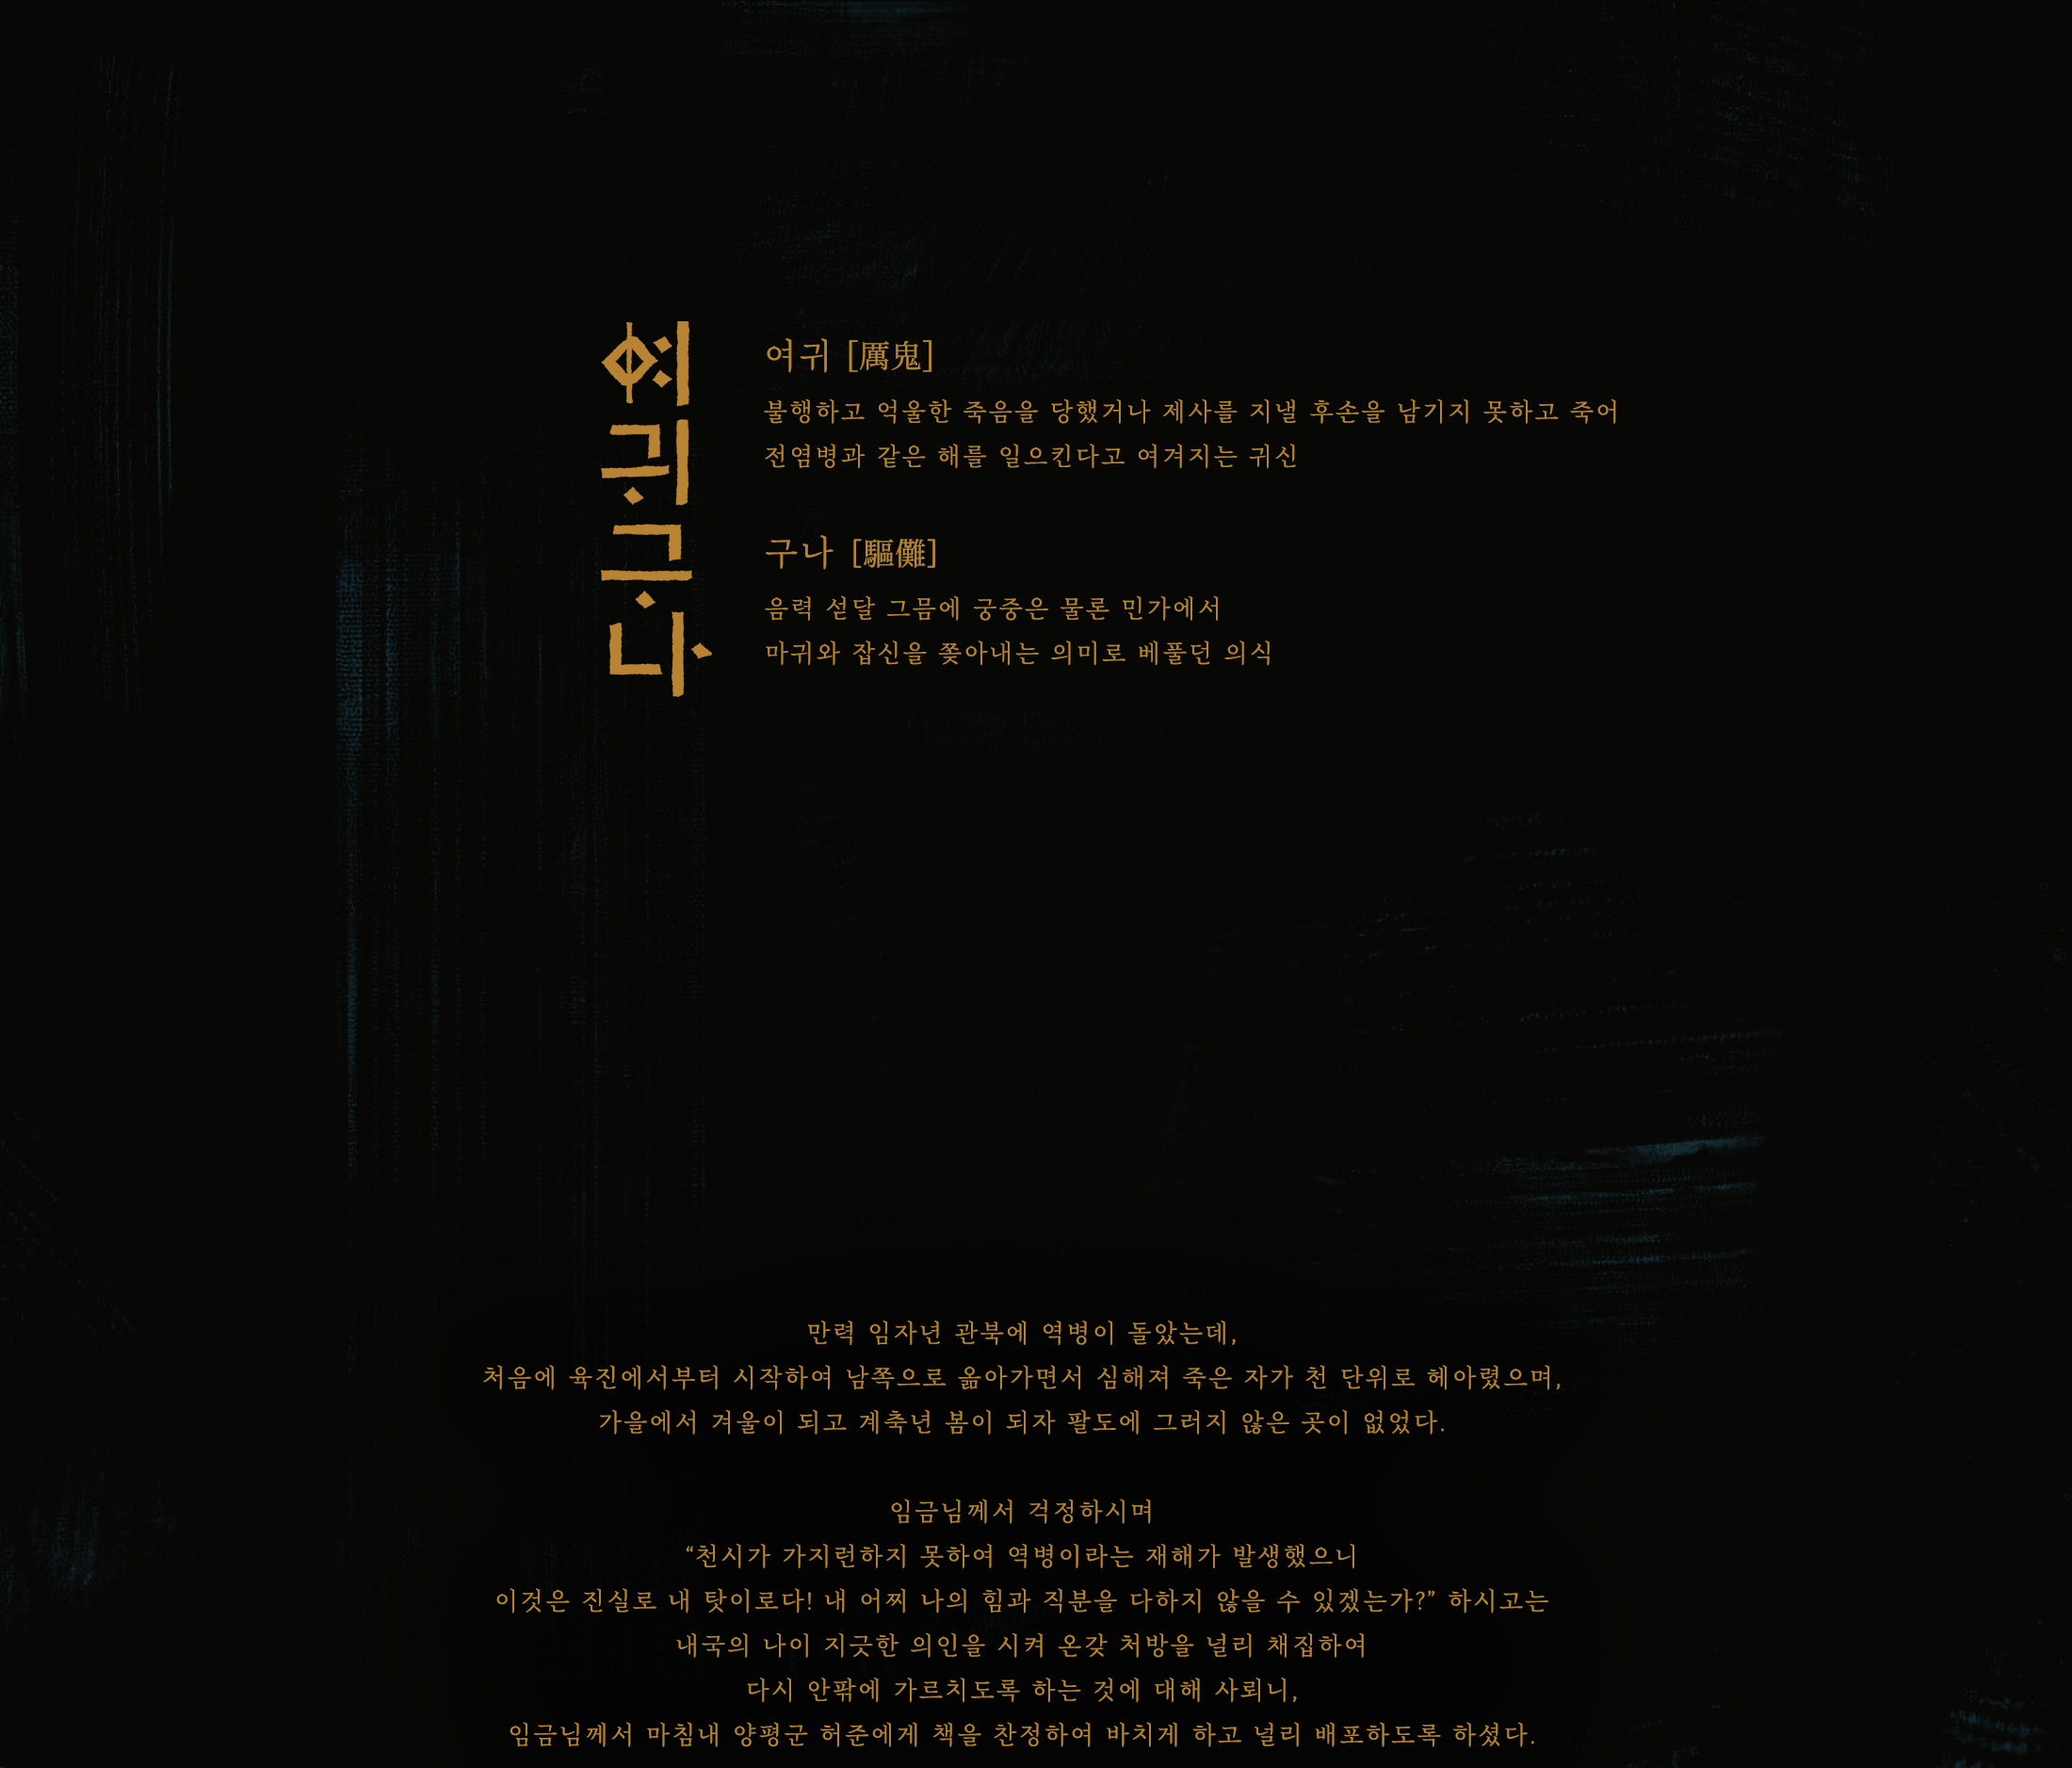 여귀구나
여귀 [厲鬼]
불행하고 억울한 죽음을 당했거나 제사를 지낼 후손을 남기지 못하고 죽어
전염병과 같은 해를 일으킨다고 여겨지는 귀신
구나 [驅儺]
음력 섣달 그믐에 궁중은 물론 민가에서
마귀와 잡신을 쫒아내는 의미로 베풀던 의식
만력 임자년 관북에 역병이 돌았는데,
처음에 육진에서부터 시작하여 남쪽으로 옮아가면서 심해져 죽은 자가 천 단위로 헤아렸으며,
가을에서 겨울이 되고 계축년 봄이 되자 팔도에 그러지 않은 곳이 없었다.
임금님께서 걱정하시며
“천시가 가지런하지 못하여 역병이라는 재해가 발생했으니
이것은 진실로 내 탓이로다! 내 어찌 나의 힘과 직분을 다하지 않을 수 있겠는가?” 하시고는
내국의 나이 지긋한 의인을 시켜 온갖 처방을 널리 채집하여
다시 안팎에 가르치도록 하는 것에 대해 사뢰니,
임금님께서 마침내 양평군 허준에게 책을 찬정하여 바치게 하고 널리 배포하도록 하셨다.